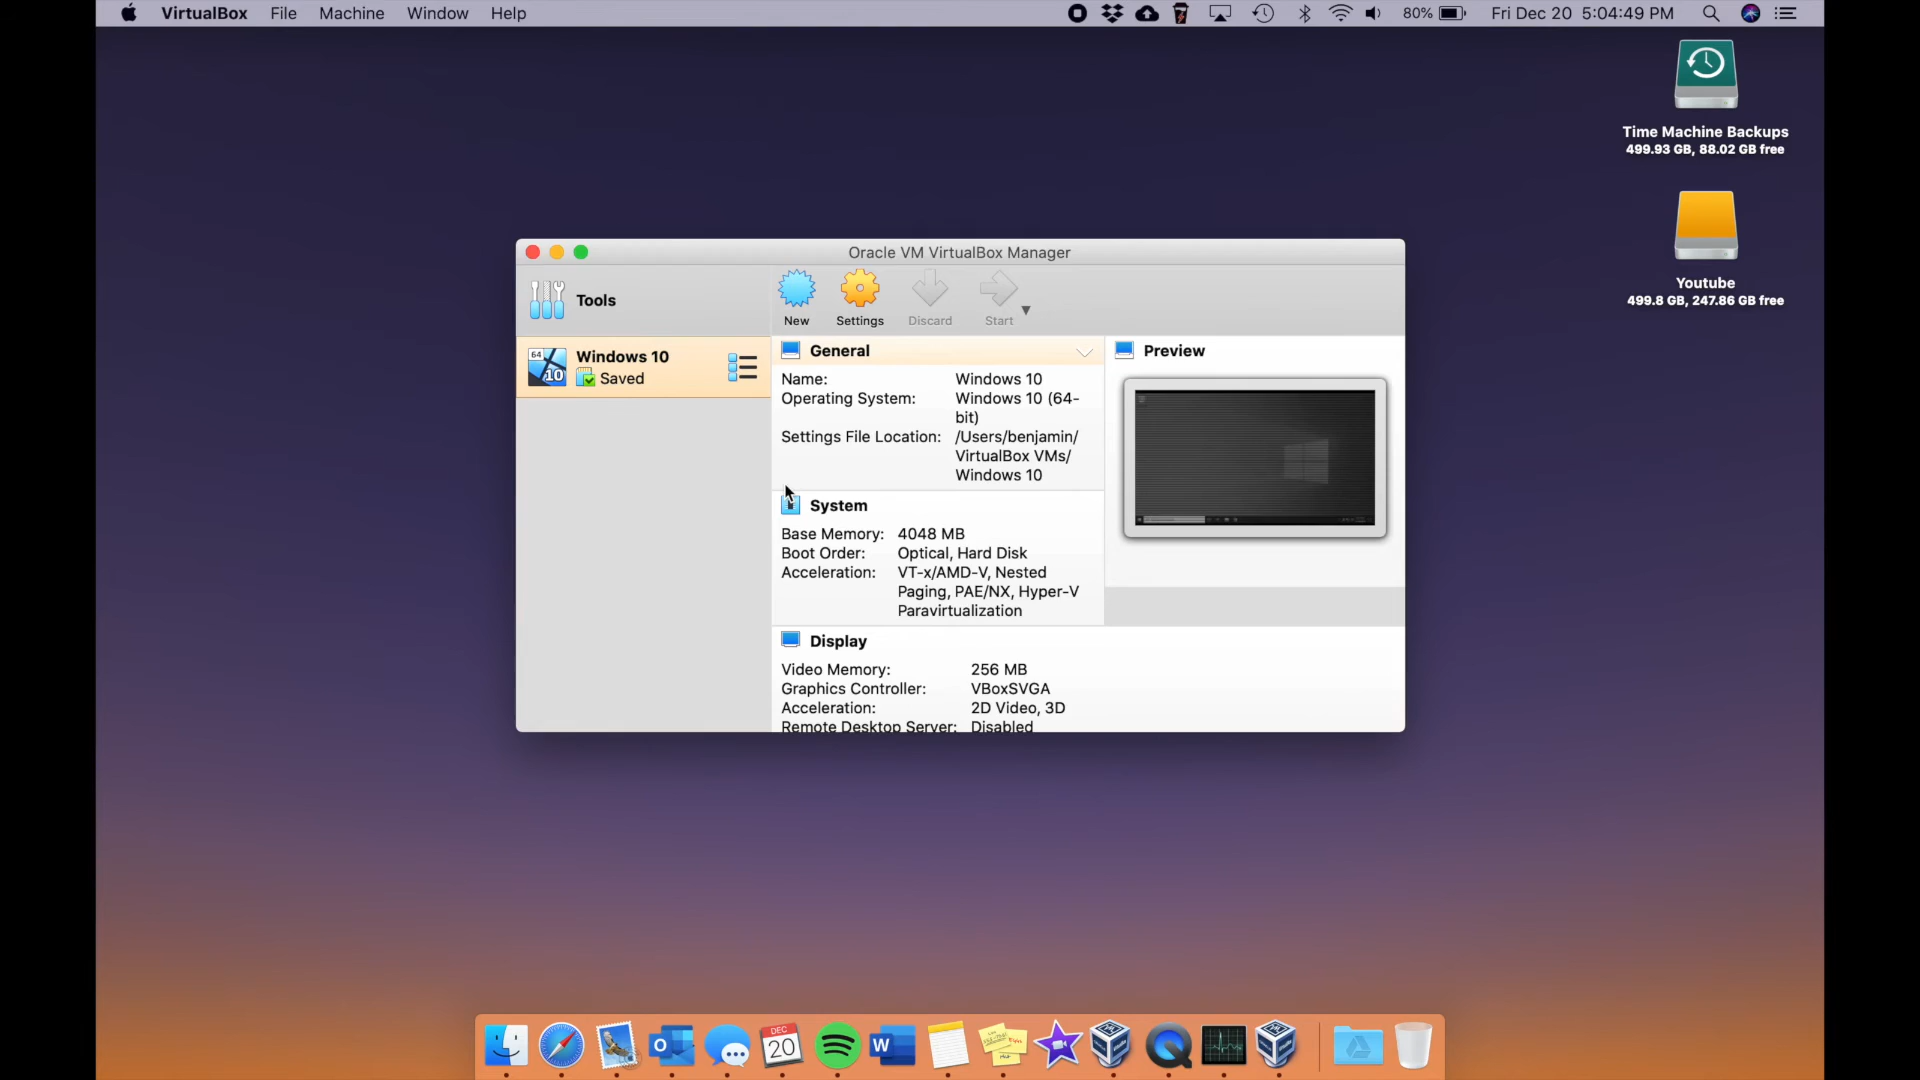 VirtualBox File Machine Window Help
80% Fri Dec 20 5:04:49 PM
Time Machine Backups
499.93 GB, 88.02 GB free
Youtube
499.8 GB, 247.86 GB free
Oracle VM VirtualBox Manager
Tools
New Settings Discard Start
64
10
Windows 10
Saved
General
Name: Windows 10
Operating System: Windows 10 (64-
bit)
Settings File Location: /Users/benjamin/
VirtualBox VMs/
Windows 10
System
Base Memory: 4048 MB
Boot Order: Optical, Hard Disk
Acceleration: VT-x/AMD-V, Nested
Paging, PAE/NX, Hyper-V
Paravirtualization
Display
Video Memory: 256 MB
Graphics Controller: VBoxSVGA
Acceleration: 2D Video, 3D
Remote Desktop Server: Disabled
Preview
DEC
20
O
W